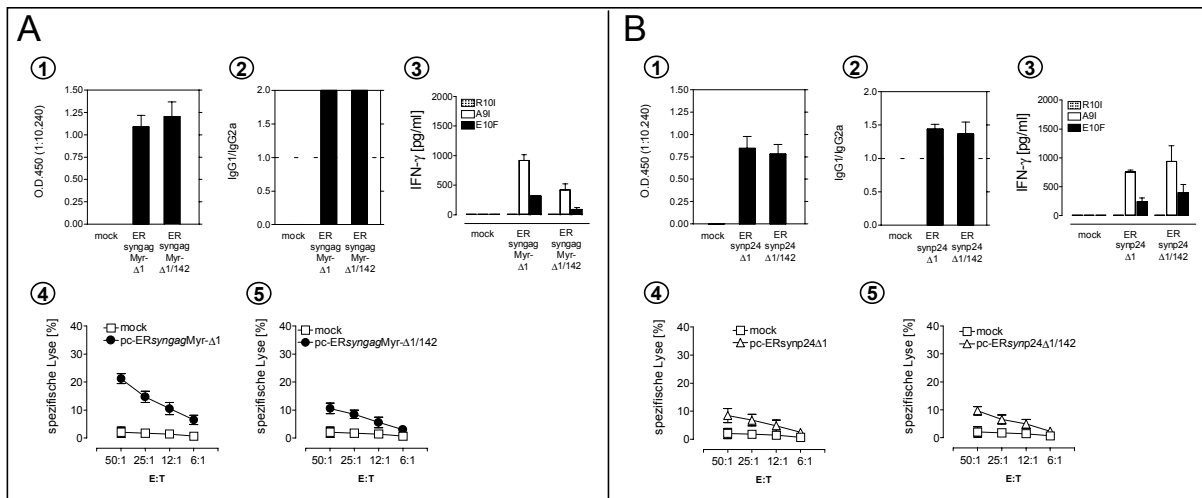 A
1
O.D.450 (1:10.240)
1.50
1.25
1.00
0.75
0.50
0.25
0.00
mock
ER
syngag
Myr-
Δ1
ER
syngag
Myr-
Δ1/142
2
IgG1/IgG2a
2.0
1.5
1.0
0.5
0.0
mock
ER
syngag
Myr-
Δ1
ER
syngag
Myr-
Δ1/142
3
IFN-γ [pg/ml]
2000
1500
1000
500
0
R10I
A9I
E10F
mock
ER
syngag
Myr-
Δ1
ER
syngag
Myr-
Δ1/142
4
spezifische Lyse [%]
40
30
20
10
0
mock
pc-ERsyngagMyr-Δ1
50:1 25:1 12:1 6:1
E:T
5
spezifische Lyse [%]
40
30
20
10
0
mock
pc-ERsyngagMyr-Δ1/142
50:1 25:1 12:1 6:1
E:T
B
1
O.D.450 (1:10.240)
1.50
1.25
1.00
0.75
0.50
0.25
0.00
mock
ER
synp24
Δ1
ER
synp24
Δ1/142
2
IgG1/IgG2a
2.0
1.5
1.0
0.5
0.0
mock
ER
synp24
Δ1
ER
synp24
Δ1/142
3
IFN-γ [pg/ml]
2000
1500
1000
500
0
R10I
A9I
E10F
mock
ER
synp24
Δ1
ER
synp24
Δ1/142
4
spezifische Lyse [%]
40
30
20
10
0
mock
pc-ERsynp24Δ1
50:1 25:1 12:1 6:1
E:T
5
spezifische Lyse [%]
40
30
20
10
0
mock
pc-ERsynp24Δ1/142
50:1 25:1 12:1 6:1
E:T